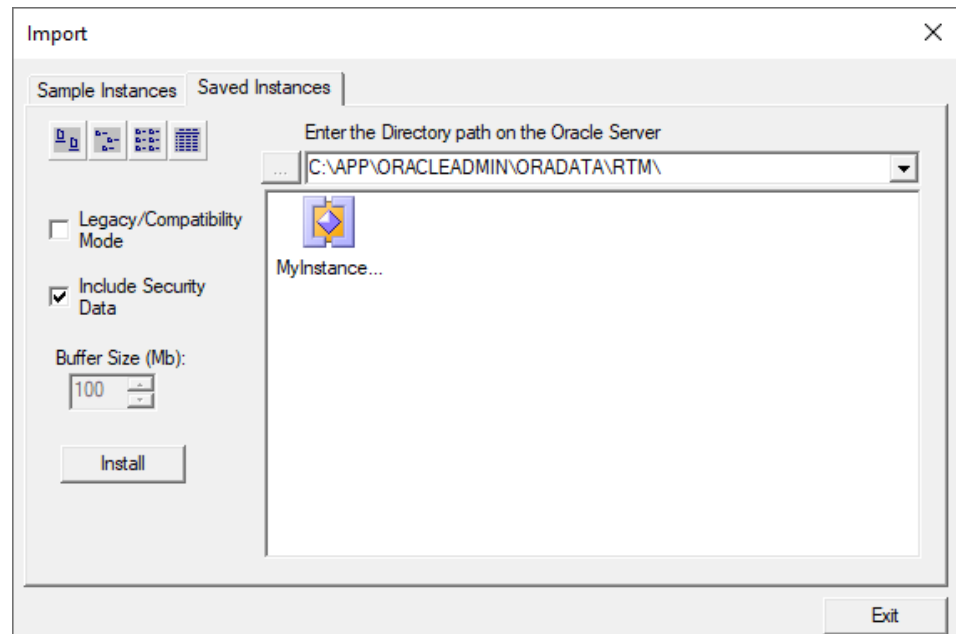 Import
Sample Instances
Saved Instances
Enter the Directory path on the Oracle Server
...
C:\APP\ORACLEADMIN\ORADATA\RTM\
Legacy/Compatibility
Mode
MyInstance...
Include Security
Data
Buffer Size (Mb):
100
Install
Exit